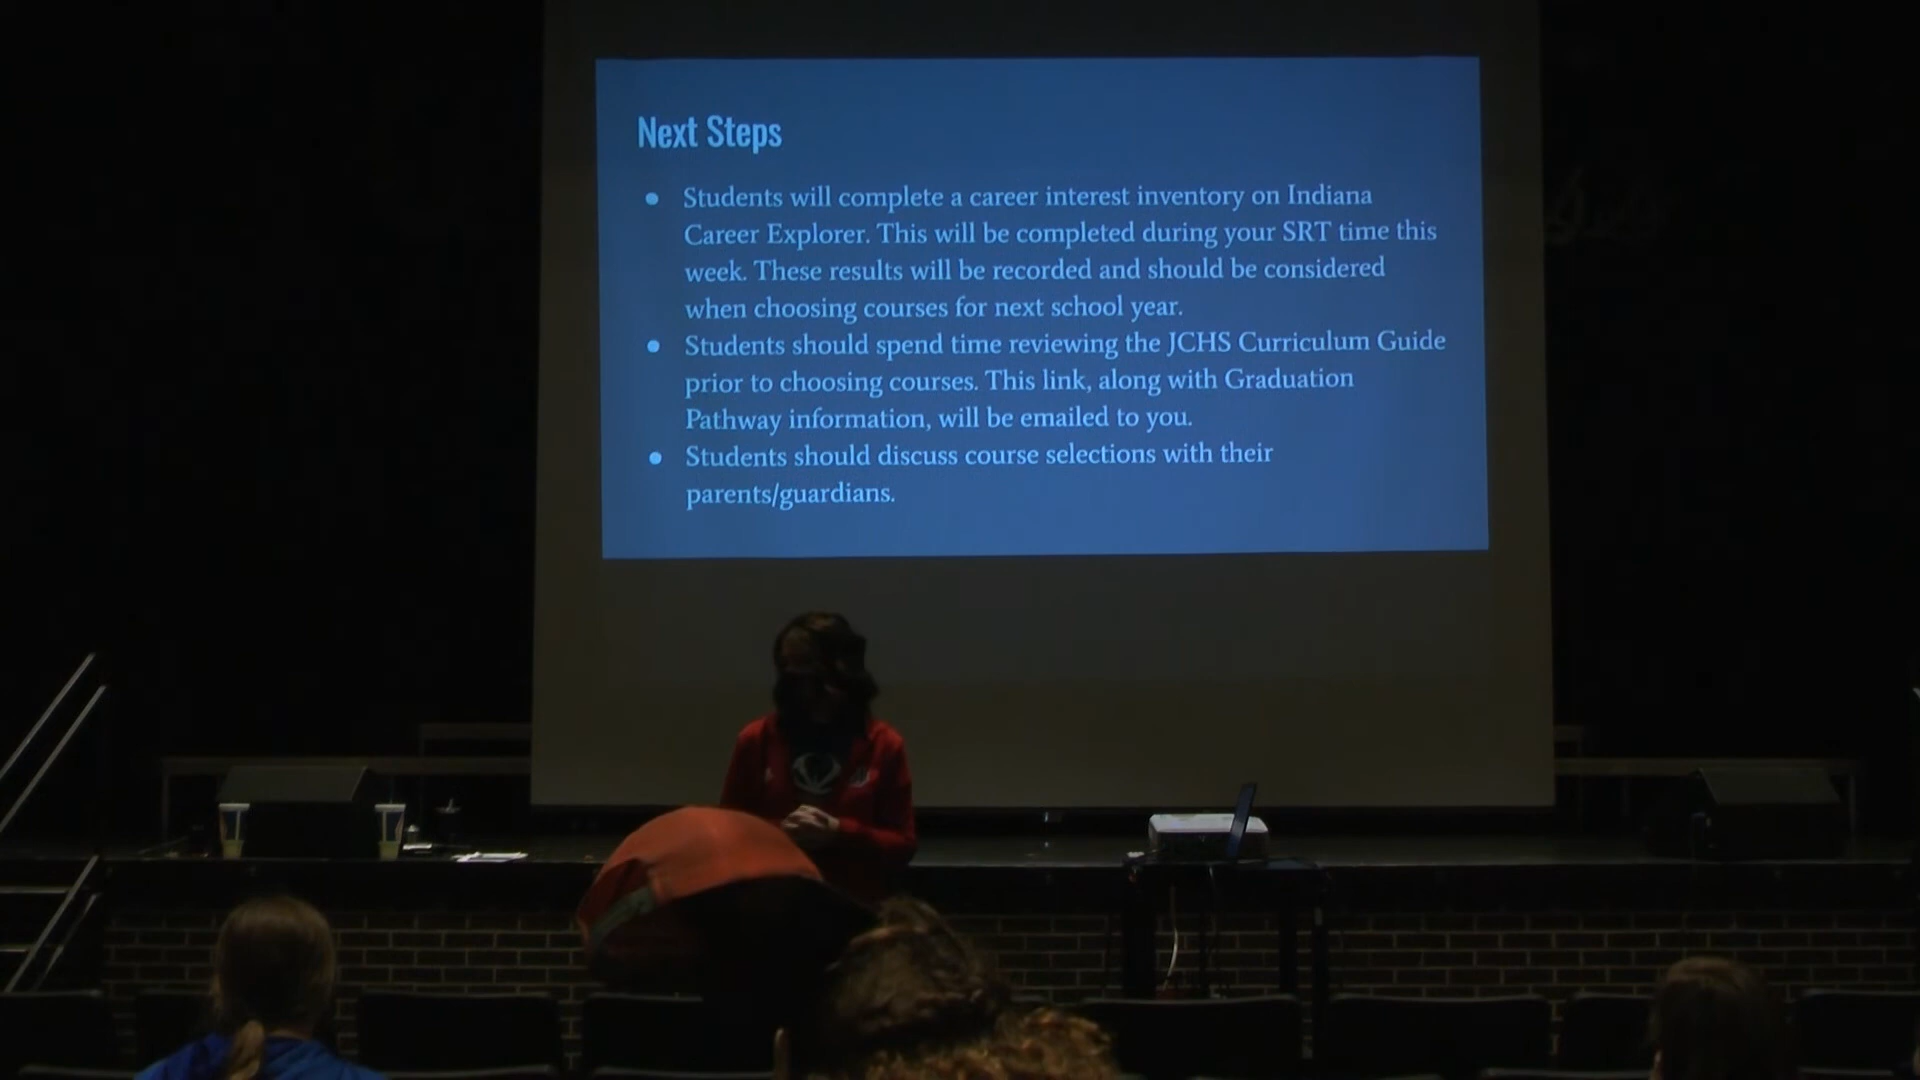 Next Steps
● Students will complete a career interest inventory on Indiana
Career Explorer. This will be completed during your SRT time this
week. These results will be recorded and should be considered
when choosing courses for next school year.
● Students should spend time reviewing the JCHS Curriculum Guide
prior to choosing courses. This link, along with Graduation
Pathway information, will be emailed to you.
● Students should discuss course selections with their
parents/guardians.